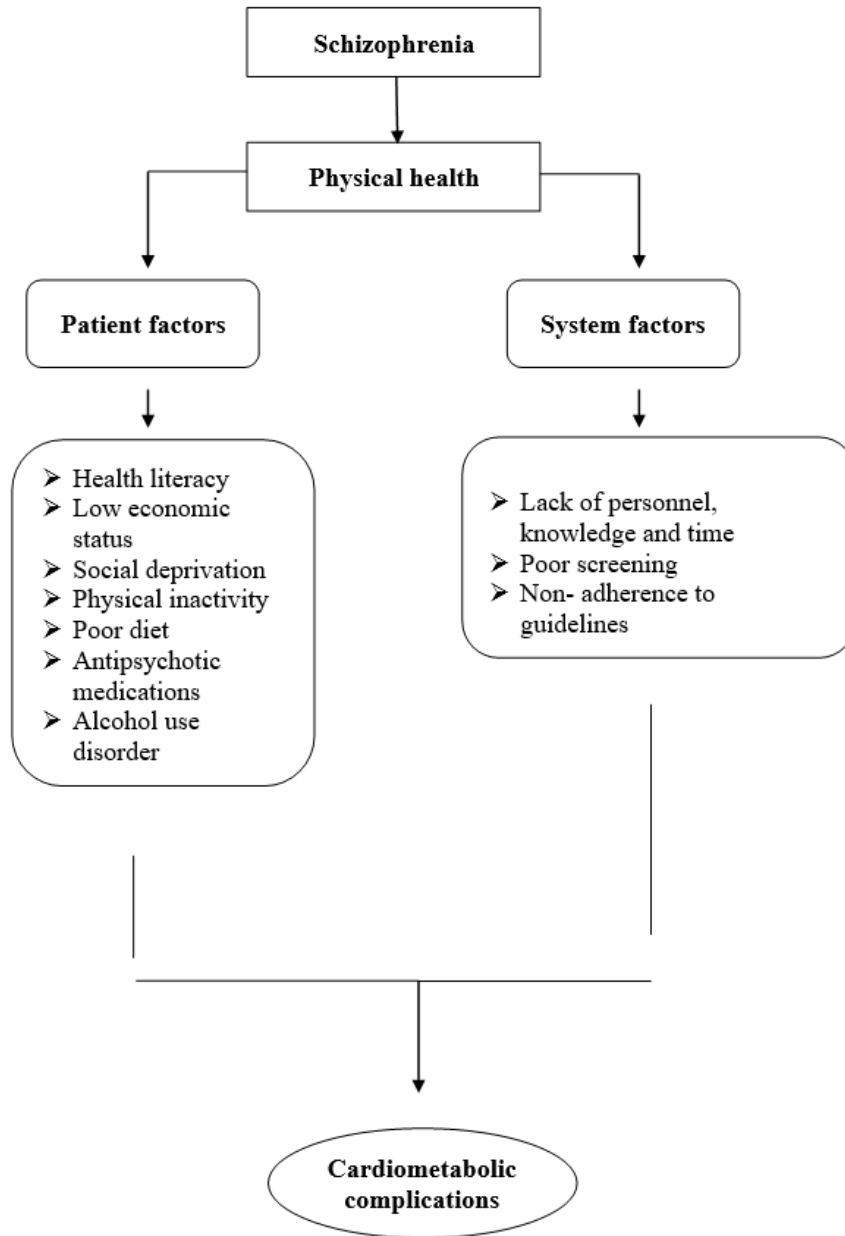 Schizophrenia
Physical health
Patient factors
System factors
➤ Health literacy
➤ Low economic
status
➤ Social deprivation
➤ Physical inactivity
➤ Poor diet
➤ Antipsychotic
medications
➤ Alcohol use
disorder
➤ Lack of personnel,
knowledge and time
➤ Poor screening
➤ Non- adherence to
guidelines
Cardiometabolic
complications